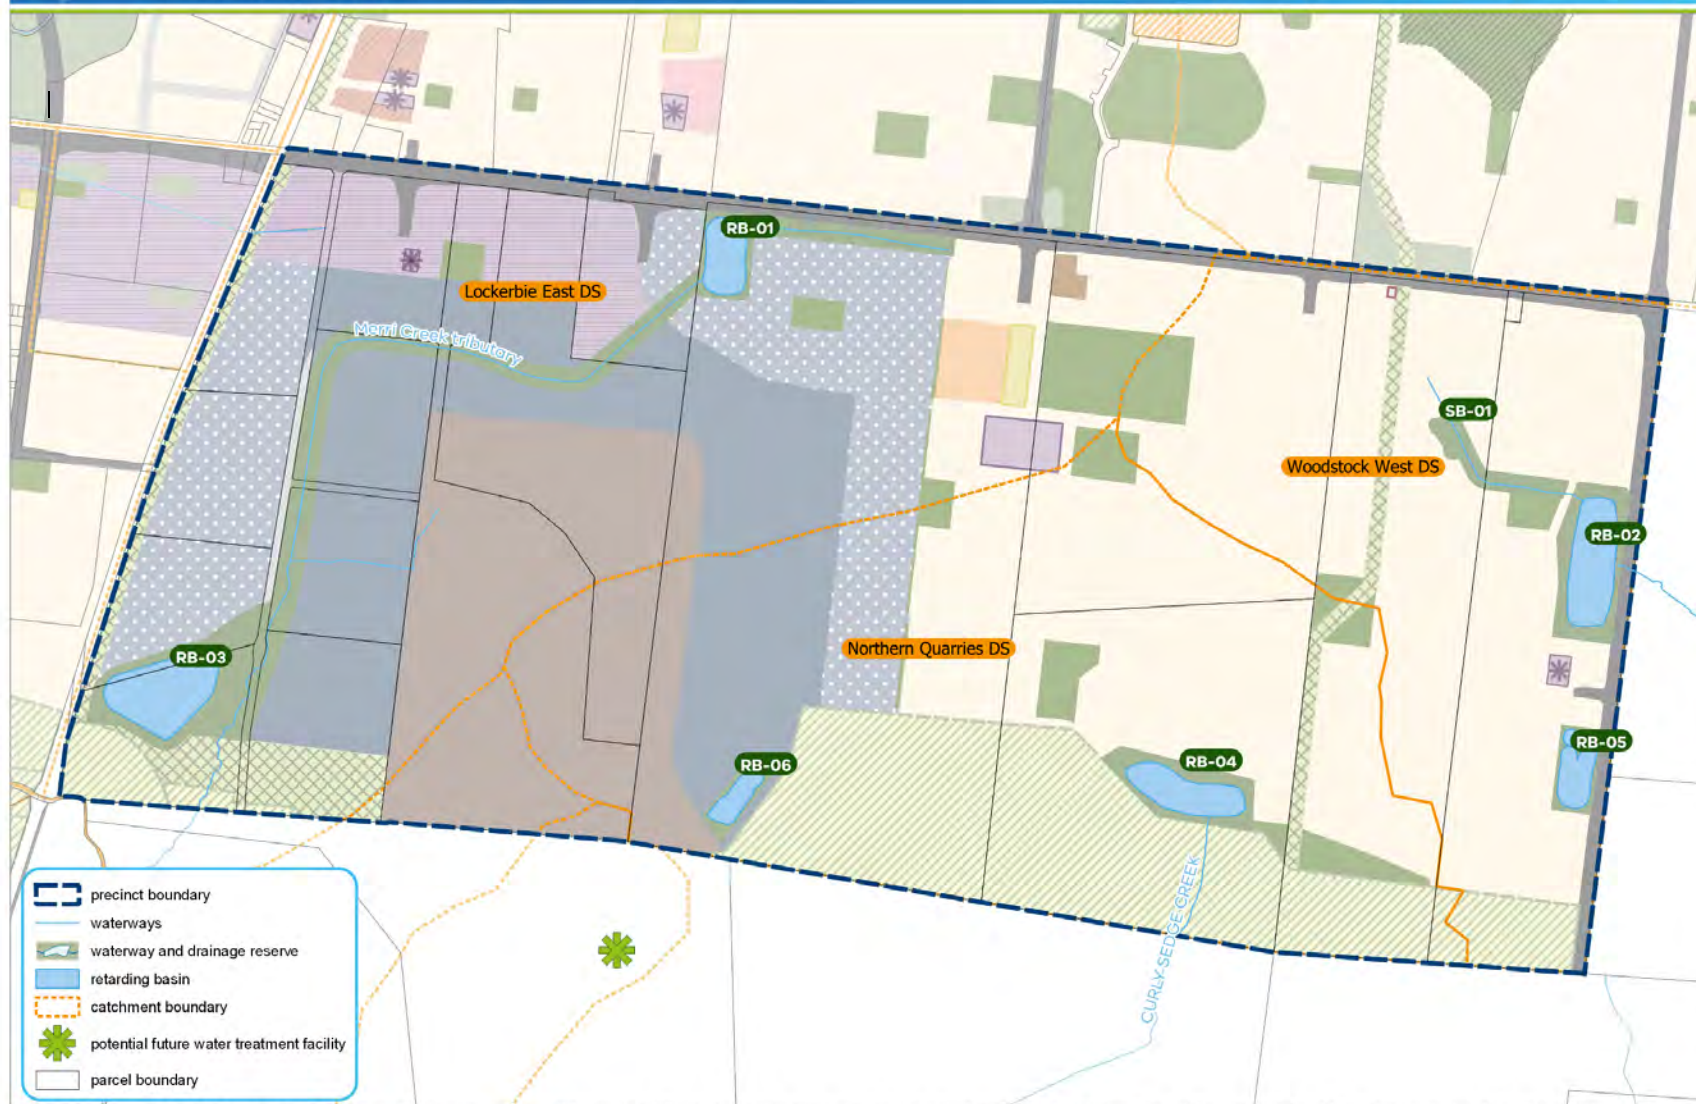 RB-01
Lockerbie East DS
Merri Creek tributary
SB-01
Woodstock West DS
RB-02
RB-03
Northern Quarries DS
RB-05
RB-04
RB-06
CURLY SEDGE CREEK
precinct boundary
waterways
waterway and drainage reserve
retarding basin
catchment boundary
potential future water treatment facility
parcel boundary